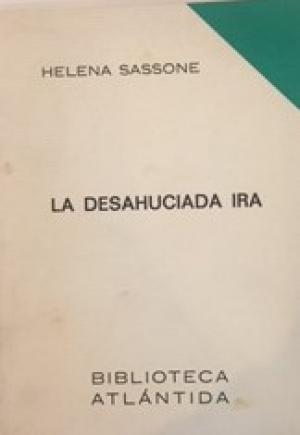 HELENA SASSONE
LA DESAHUCIADA IRA
BIBLIOTECA
ATLÁNTIDA